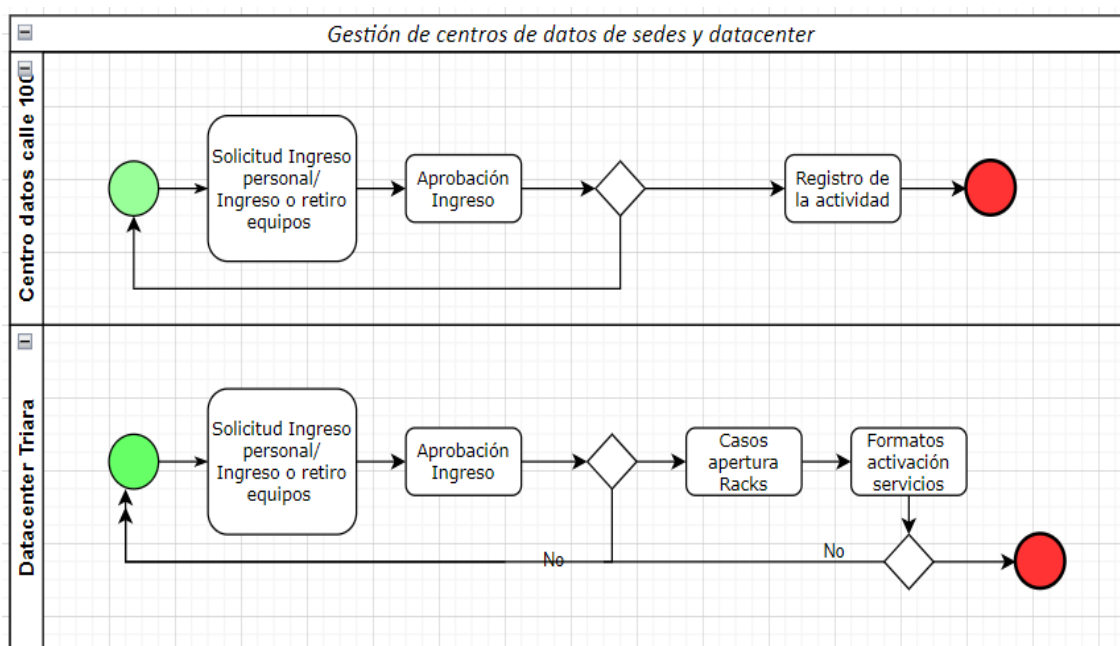 Gestión de centros de datos de sedes y datacenter
Centro datos calle 100
Solicitud Ingreso
personal/
Ingreso o retiro
equipos
Aprobación
Ingreso
Registro de
la actividad
Datacenter Triara
Solicitud Ingreso
personal/
Ingreso o retiro
equipos
Aprobación
Ingreso
Casos
apertura
Racks
Formatos
activación
servicios
No
No